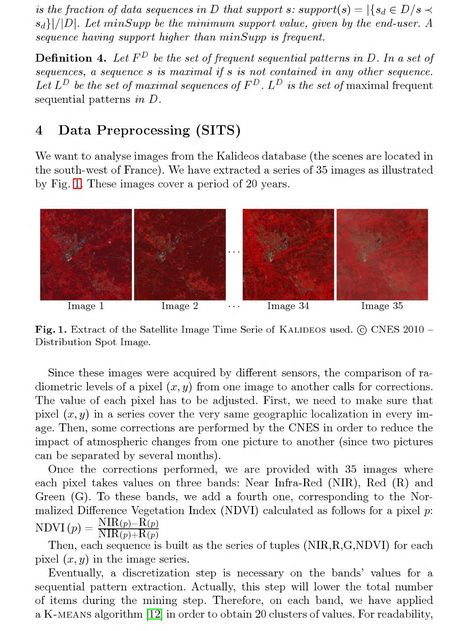 is the fraction of data sequences in D that support s: support(s) = |{s_d ∈ D/s ≺
s_d}|/|D|. Let minSupp be the minimum support value, given by the end-user. A
sequence having support higher than minSupp is frequent.
Definition 4. Let F^D be the set of frequent sequential patterns in D. In a set of
sequences, a sequence s is maximal if s is not contained in any other sequence.
Let L^D be the set of maximal sequences of F^D. L^D is the set of maximal frequent
sequential patterns in D.
4 Data Preprocessing (SITS)
We want to analyse images from the Kalideos database (the scenes are located in
the south-west of France). We have extracted a series of 35 images as illustrated
by Fig. 1. These images cover a period of 20 years.
···
Image 1 Image 2 ··· Image 34 Image 35
Fig. 1. Extract of the Satellite Image Time Serie of KALIDEOS used. © CNES 2010 –
Distribution Spot Image.
Since these images were acquired by different sensors, the comparison of ra-
diometric levels of a pixel (x, y) from one image to another calls for corrections.
The value of each pixel has to be adjusted. First, we need to make sure that
pixel (x, y) in a series cover the very same geographic localization in every im-
age. Then, some corrections are performed by the CNES in order to reduce the
impact of atmospheric changes from one picture to another (since two pictures
can be separated by several months).
Once the corrections performed, we are provided with 35 images where
each pixel takes values on three bands: Near Infra-Red (NIR), Red (R) and
Green (G). To these bands, we add a fourth one, corresponding to the Nor-
malized Difference Vegetation Index (NDVI) calculated as follows for a pixel p:
NDVI (p) = NIR(p)−R(p) / NIR(p)+R(p)
Then, each sequence is built as the series of tuples (NIR,R,G,NDVI) for each
pixel (x, y) in the image series.
Eventually, a discretization step is necessary on the bands' values for a
sequential pattern extraction. Actually, this step will lower the total number
of items during the mining step. Therefore, on each band, we have applied
a K-MEANS algorithm [12] in order to obtain 20 clusters of values. For readability,